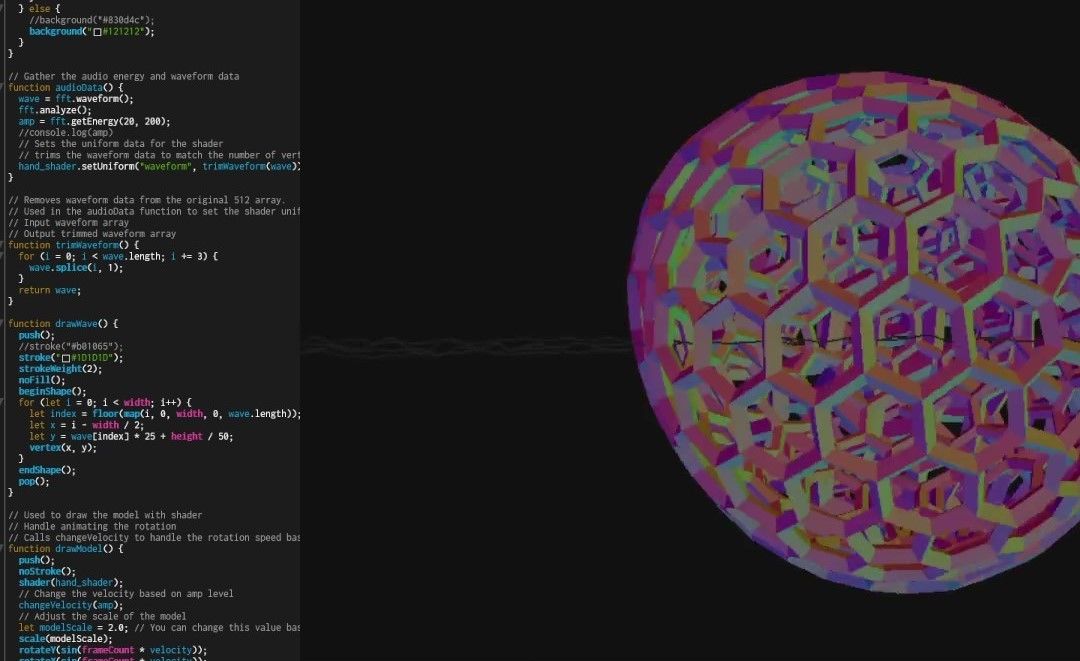 } else {
//background("#830d4c");
background("#121212");
}
}
// Gather the audio energy and waveform data
function audioData() {
wave = fft.waveform();
fft.analyze();
amp = fft.getEnergy(20, 200);
//console.log(amp)
// Sets the uniform data for the shader
// trims the waveform data to match the number of vert
hand_shader.setUniform("waveform", trimWaveform(wave));
}
// Removes waveform data from the original 512 array.
// Used in the audioData function to set the shader unif
// Input waveform array
// Output trimmed waveform array
function trimWaveform() {
for (i = 0; i < wave.length; i += 3) {
wave.splice(i, 1);
}
return wave;
}
function drawWave() {
push();
//stroke("#b01065");
stroke("#1D1D1D");
strokeWeight(2);
noFill();
beginShape();
for (let i = 0; i < width; i++) {
let index = floor(map(i, 0, width, 0, wave.length));
let x = i - width / 2;
let y = wave[index] * 25 + height / 50;
vertex(x, y);
}
endShape();
pop();
}
// Used to draw the model with shader
// Handle animating the rotation
// Calls changeVelocity to handle the rotation speed bas
function drawModel() {
push();
noStroke();
shader(hand_shader);
// Change the velocity based on amp level
changeVelocity(amp);
// Adjust the scale of the model
let modelScale = 2.0; // You can change this value bas
scale(modelScale);
rotateY(sin(frameCount * velocity));